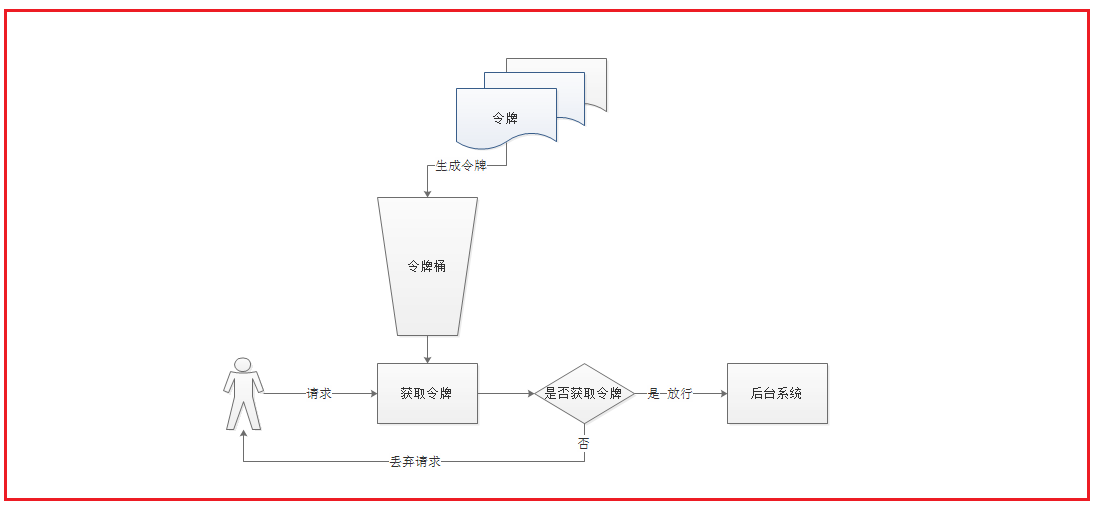 令牌
生成令牌
令牌桶
请求
获取令牌
是否获取令牌
是-放行
后台系统
否
丢弃请求